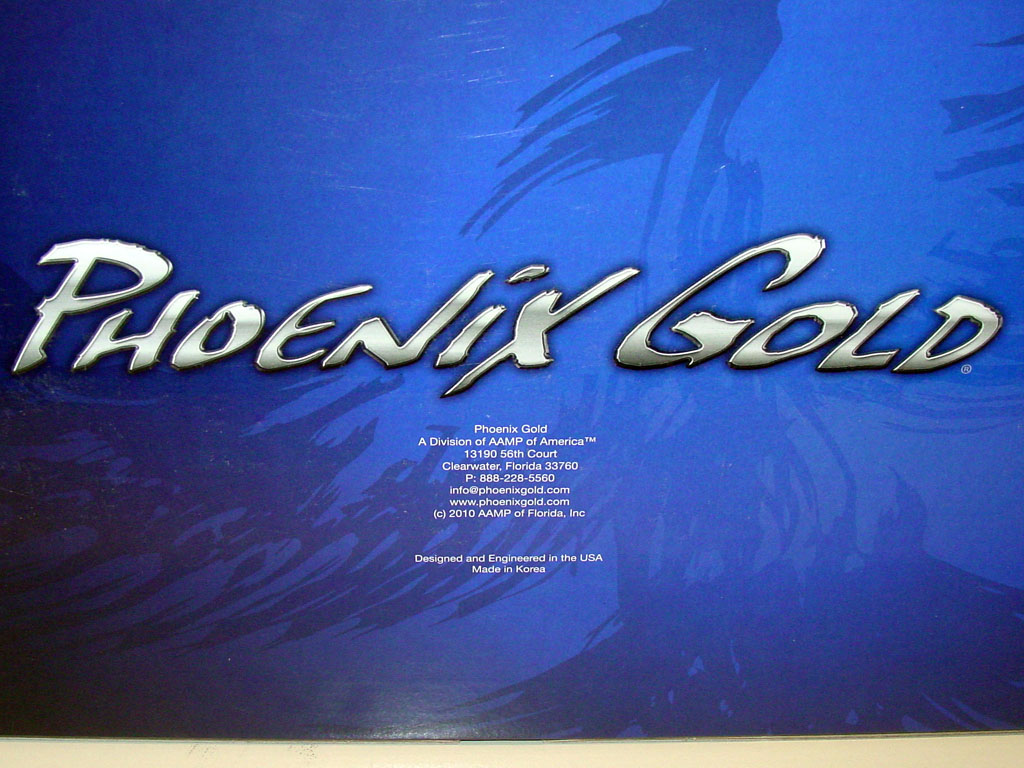 PHOENIX GOLD®
Phoenix Gold
A Division of AAMP of America™
13190 56th Court
Clearwater, Florida 33760
P: 888-228-5560
info@phoenixgold.com
www.phoenixgold.com
(c) 2010 AAMP of Florida, Inc
Designed and Engineered in the USA
Made in Korea